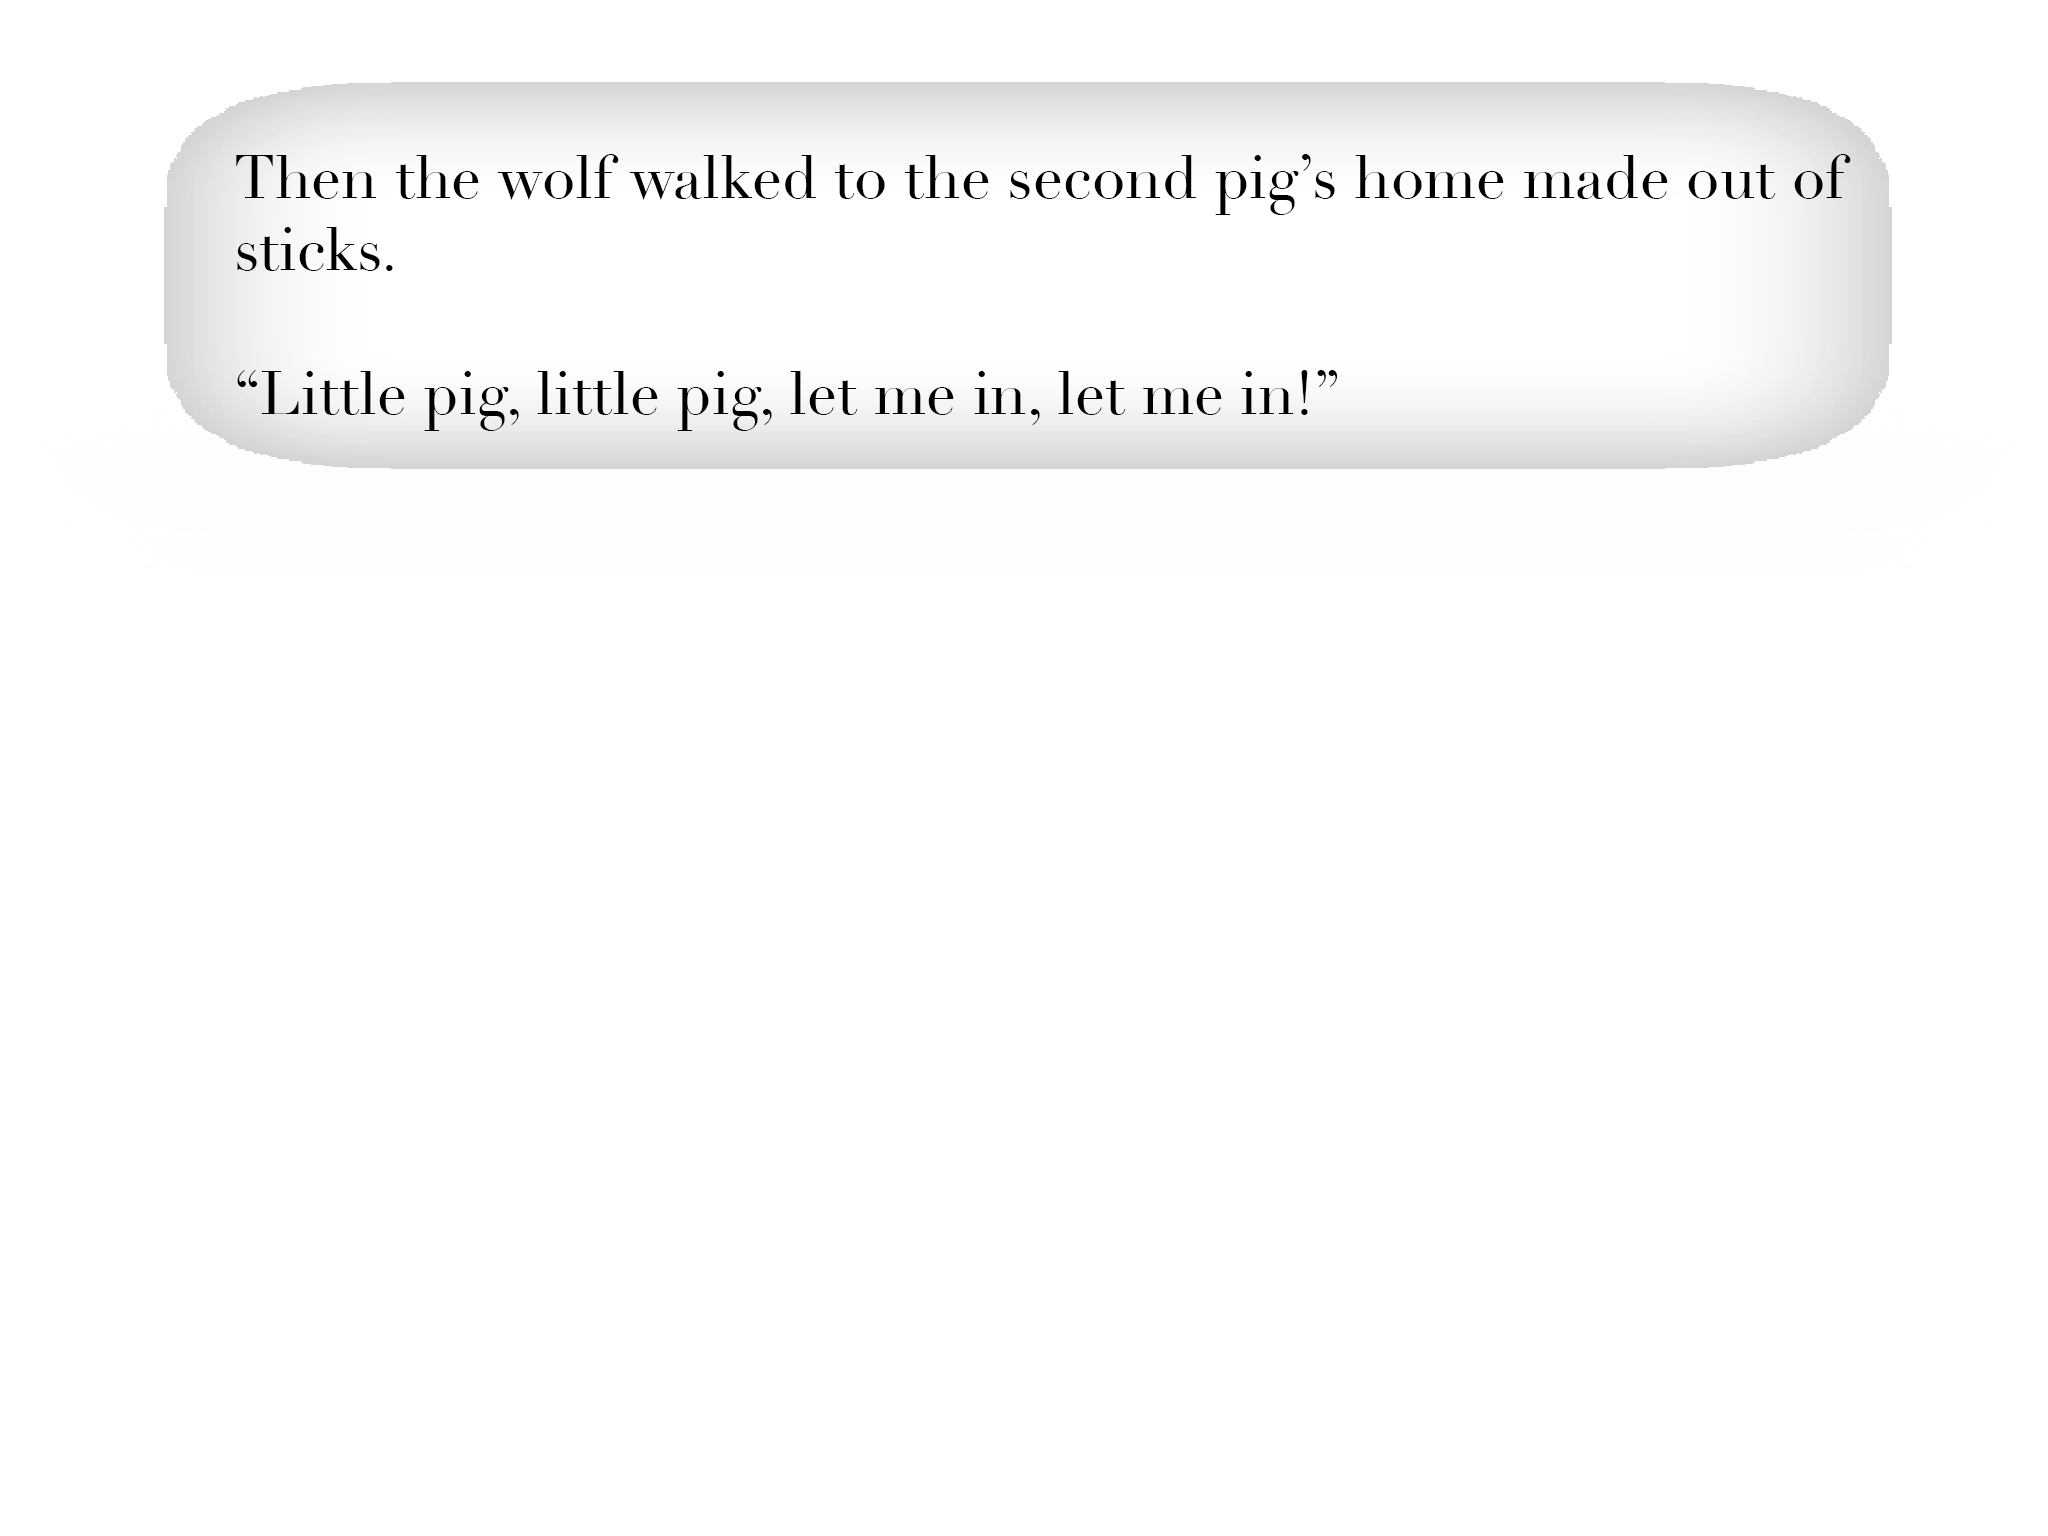 Then the wolf walked to the second pig’s home made out of
sticks.
“Little pig, little pig, let me in, let me in!”